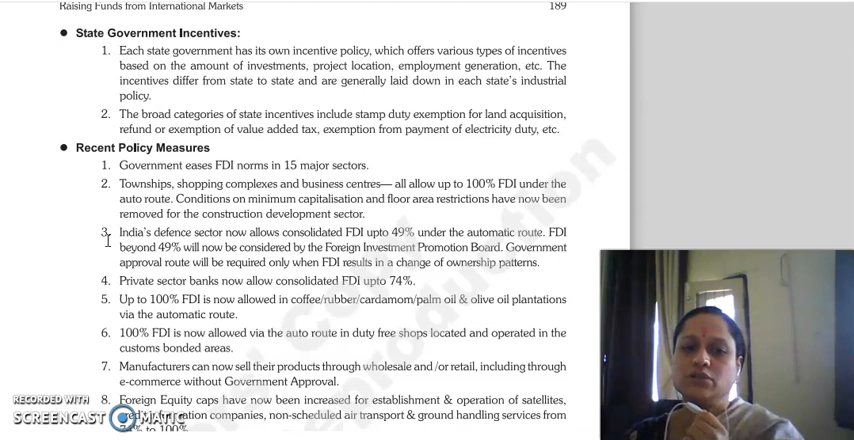 Raising Funds from International Markets 189
● State Government Incentives:
1. Each state government has its own incentive policy, which offers various types of incentives
based on the amount of investments, project location, employment generation, etc. The
incentives differ from state to state and are generally laid down in each state's industrial
policy.
2. The broad categories of state incentives include stamp duty exemption for land acquisition,
refund or exemption of value added tax, exemption from payment of electricity duty, etc.
● Recent Policy Measures
1. Government eases FDI norms in 15 major sectors.
2. Townships, shopping complexes and business centres— all allow up to 100% FDI under the
auto route. Conditions on minimum capitalisation and floor area restrictions have now been
removed for the construction development sector.
3. India's defence sector now allows consolidated FDI upto 49% under the automatic route. FDI
beyond 49% will now be considered by the Foreign Investment Promotion Board. Government
approval route will be required only when FDI results in a change of ownership patterns.
4. Private sector banks now allow consolidated FDI upto 74%.
5. Up to 100% FDI is now allowed in coffee/rubber/cardamom/palm oil & olive oil plantations
via the automatic route.
6. 100% FDI is now allowed via the auto route in duty free shops located and operated in the
customs bonded areas.
7. Manufacturers can now sell their products through wholesale and /or retail, including through
e-commerce without Government Approval.
8. Foreign Equity caps have now been increased for establishment & operation of satellites,
companies, non-scheduled air transport & ground handling services from
to 100%
RECORDED WITH
SCREENCAST MATIC